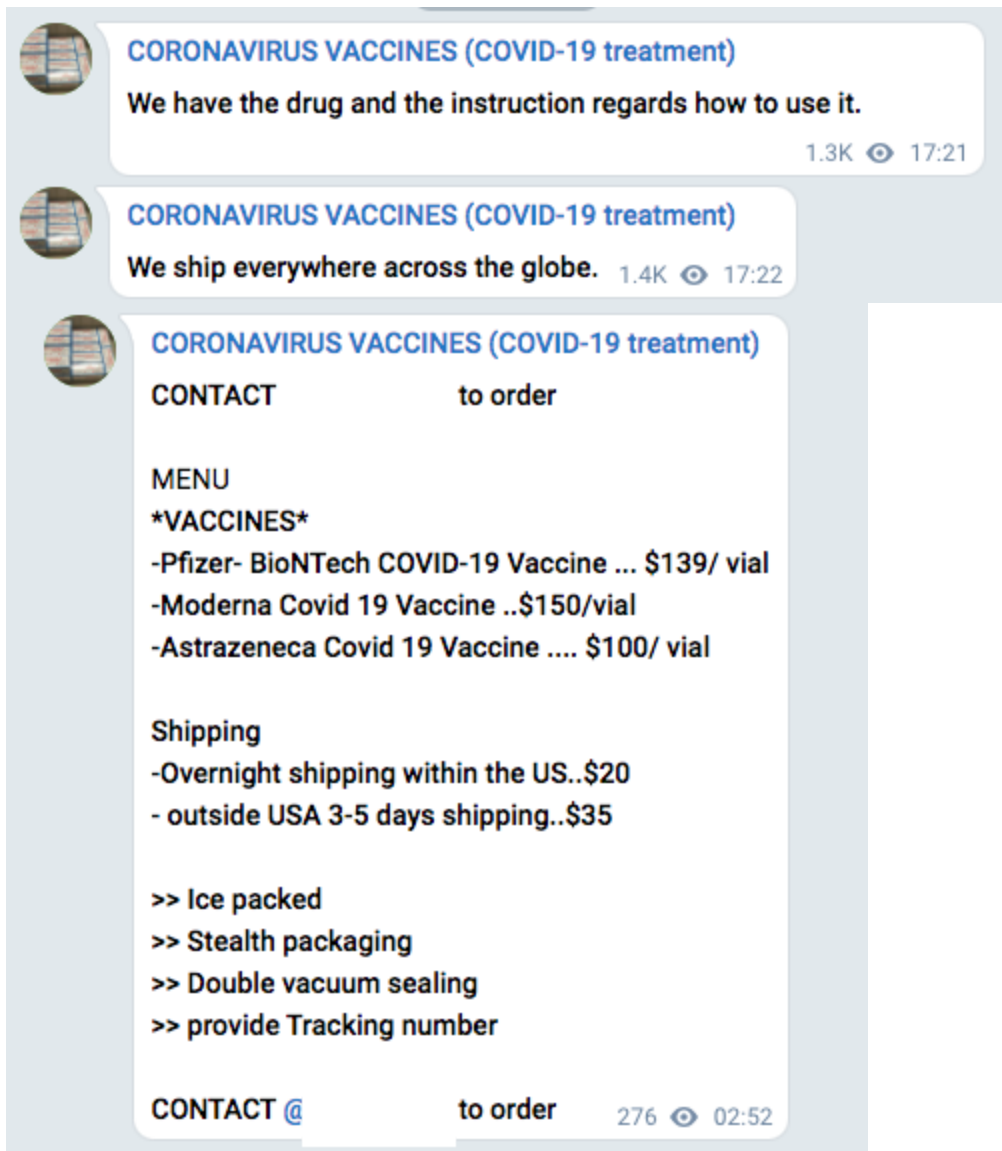 CORONAVIRUS VACCINES (COVID-19 treatment)
We have the drug and the instruction regards how to use it.
1.3K 17:21
CORONAVIRUS VACCINES (COVID-19 treatment)
We ship everywhere across the globe. 1.4K 17:22
CORONAVIRUS VACCINES (COVID-19 treatment)
CONTACT to order
MENU
*VACCINES*
-Pfizer- BioNTech COVID-19 Vaccine ... $139/ vial
-Moderna Covid 19 Vaccine ..$150/vial
-Astrazeneca Covid 19 Vaccine .... $100/ vial
Shipping
-Overnight shipping within the US..$20
- outside USA 3-5 days shipping..$35
>> Ice packed
>> Stealth packaging
>> Double vacuum sealing
>> provide Tracking number
CONTACT @ to order 276 02:52